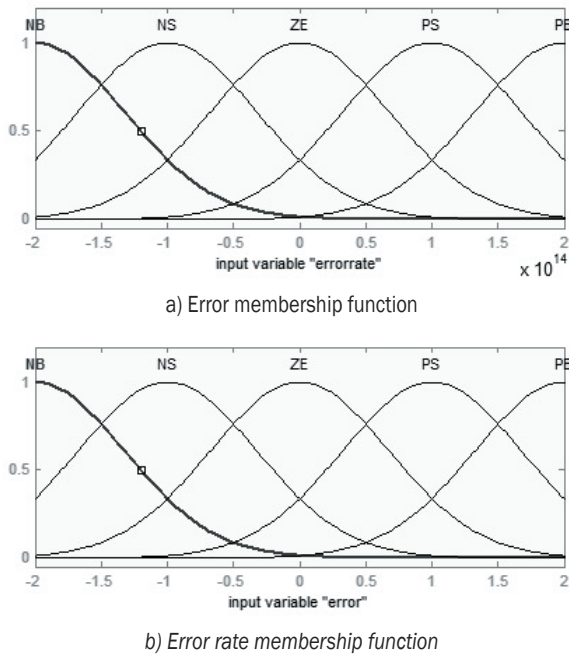 NB NS ZE PS PB
1
0.5
0
-2 -1.5 -1 -0.5 0 0.5 1 1.5 2
input variable "errorrate"
x 10^14
a) Error membership function
NB NS ZE PS PB
1
0.5
0
-2 -1.5 -1 -0.5 0 0.5 1 1.5 2
input variable "error"
b) Error rate membership function